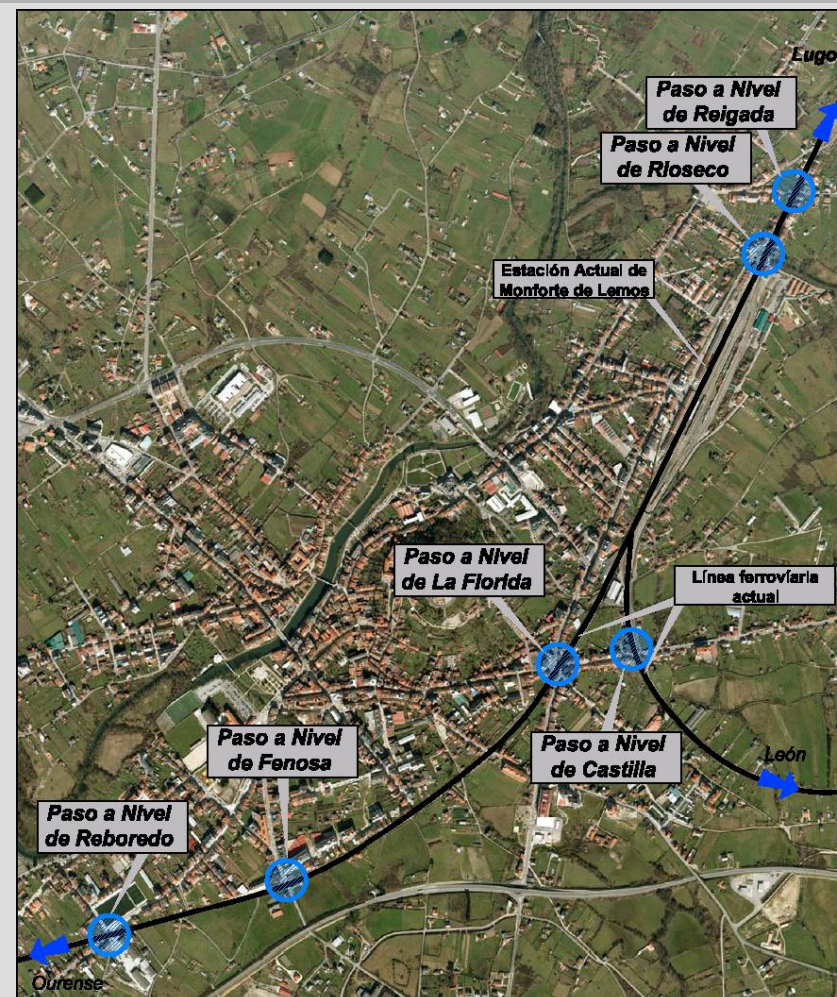 Lugo
Paso a Nivel
de Reigada
Paso a Nivel
de Rioseco
Estación Actual de
Monforte de Lemos
Paso a Nivel
de La Florida
Línea ferroviaria
actual
Paso a Nivel
de Fenosa
Paso a Nivel
de Castilla
León
Paso a Nivel
de Reboredo
Ourense